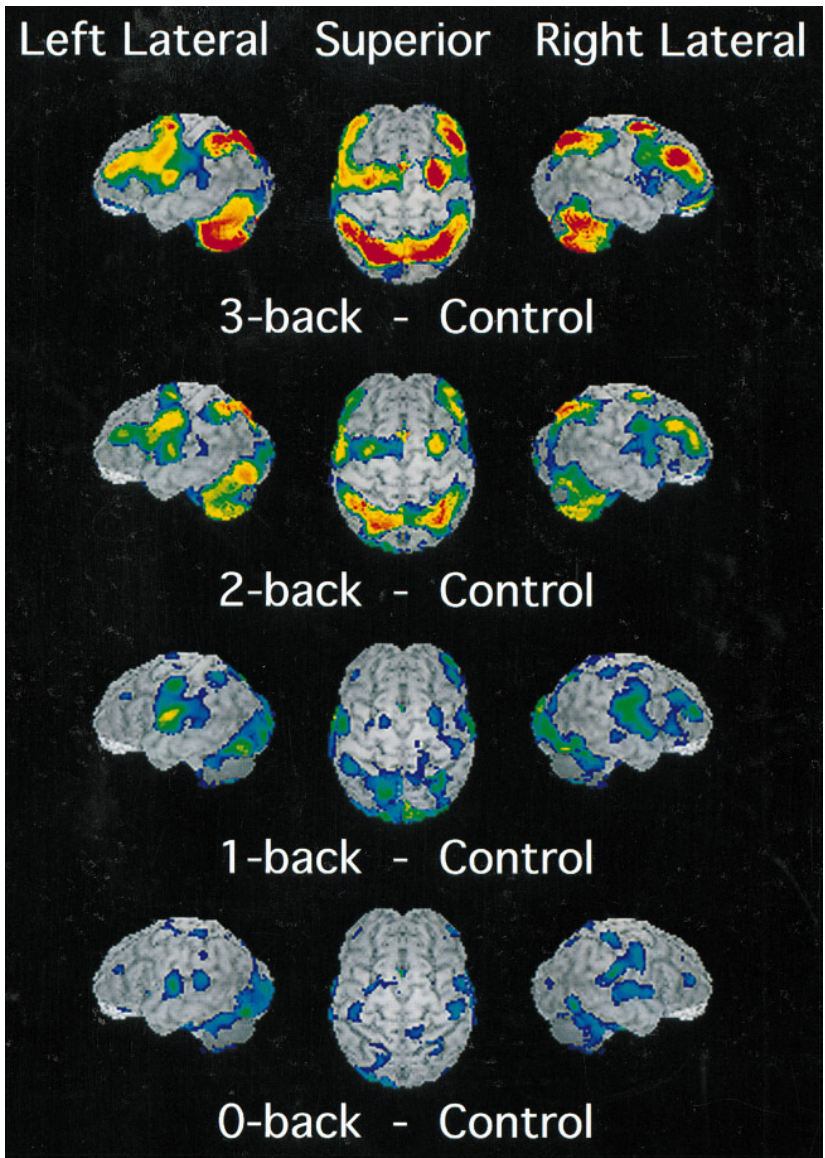 Left Lateral Superior Right Lateral
3-back - Control
2-back - Control
1-back - Control
0-back - Control